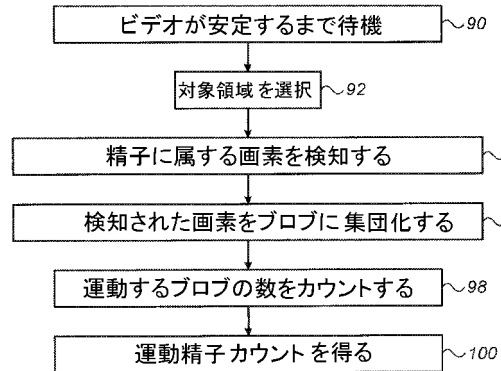 ビデオが安定するまで待機 90
対象領域を選択 92
精子に属する画素を検知する
検知された画素をブロブに集団化する
運動するブロブの数をカウントする 98
運動精子カウントを得る 100